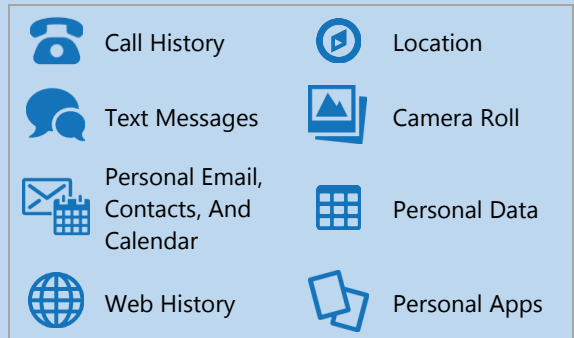 Call History
Location
Text Messages
Camera Roll
Personal Email,
Contacts, And
Calendar
Personal Data
Web History
Personal Apps